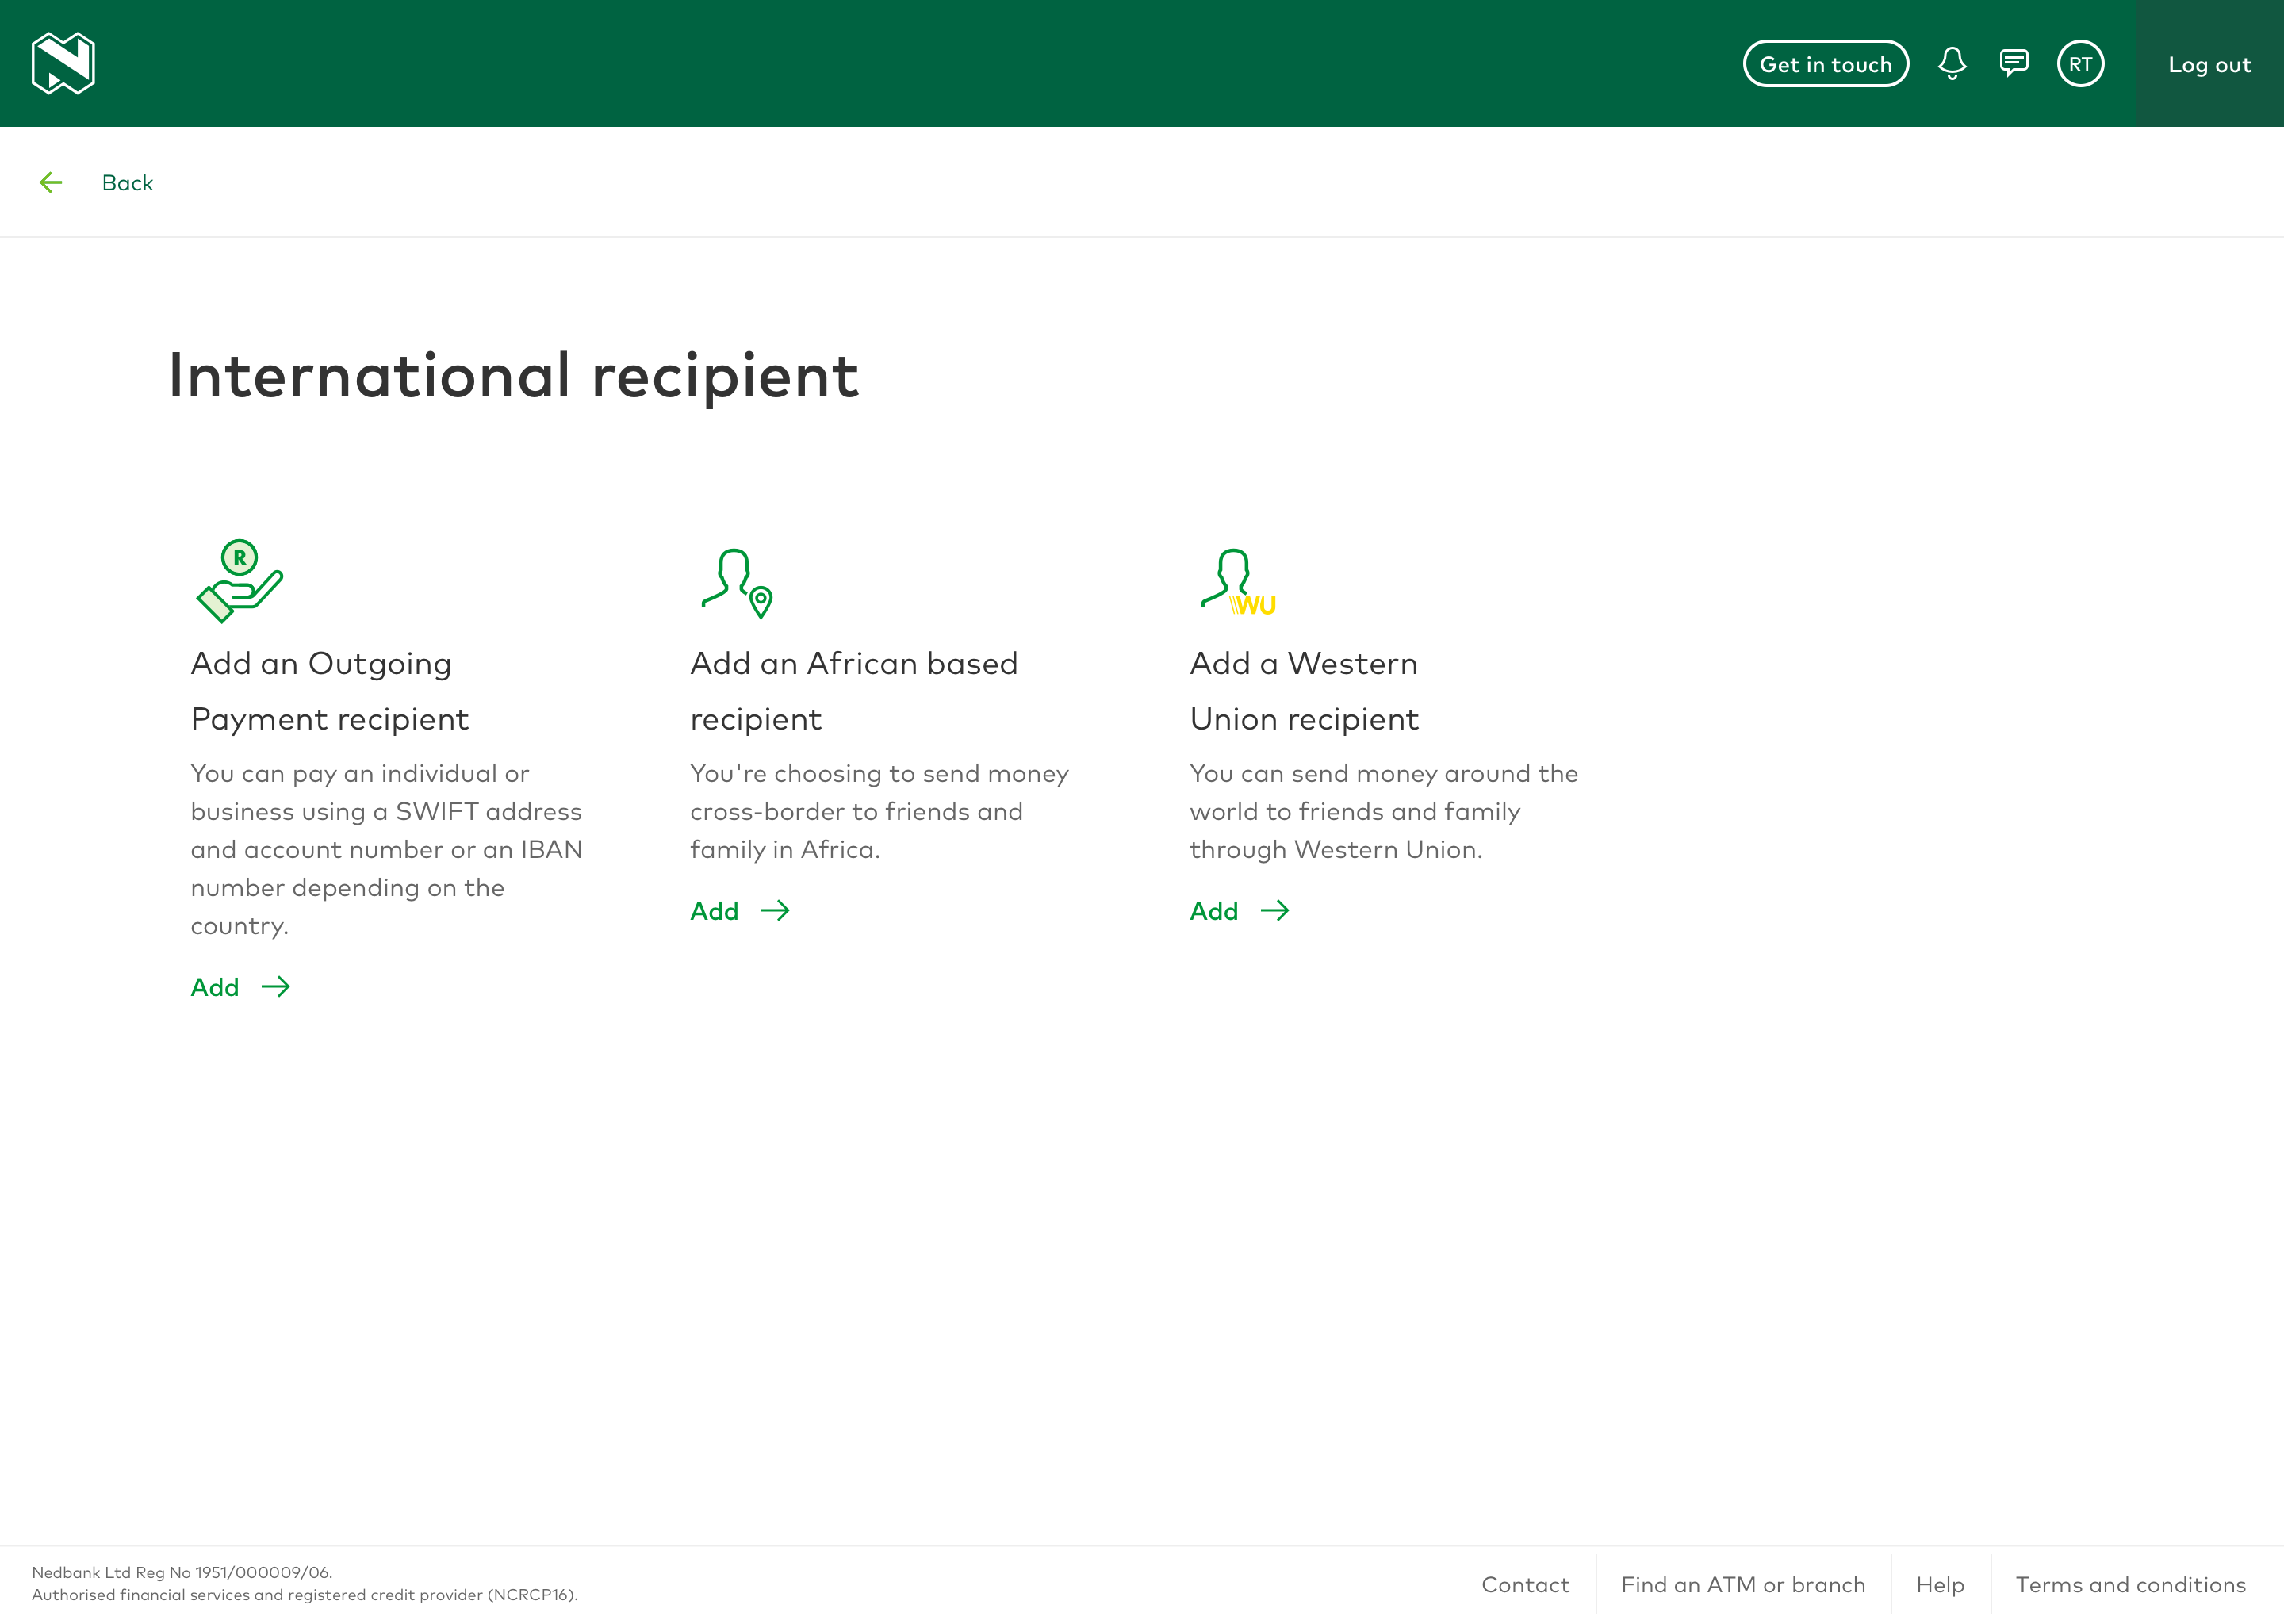 Get in touch
RT
Log out
Back
International recipient
R
Add an Outgoing
Payment recipient
You can pay an individual or
business using a SWIFT address
and account number or an IBAN
number depending on the
country.
Add
Add an African based
recipient
You're choosing to send money
cross-border to friends and
family in Africa.
Add
WU
Add a Western
Union recipient
You can send money around the
world to friends and family
through Western Union.
Add
Nedbank Ltd Reg No 1951/000009/06.
Authorised financial services and registered credit provider (NCRCP16).
Contact
Find an ATM or branch
Help
Terms and conditions